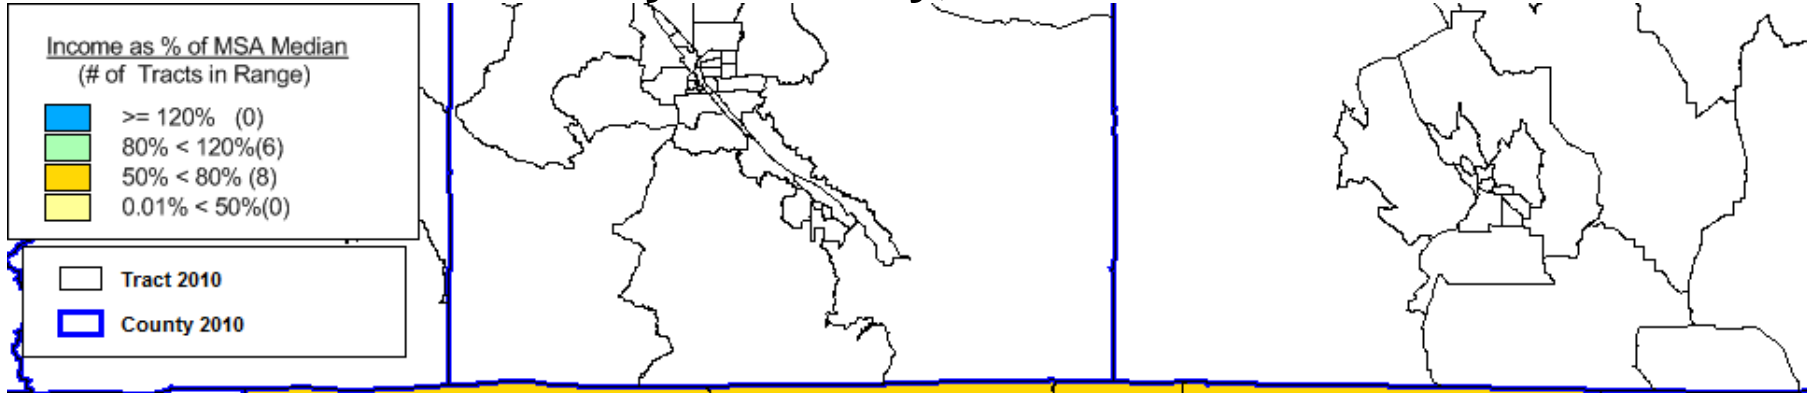 Income as % of MSA Median
(# of Tracts in Range)
>= 120% (0)
80% < 120%(6)
50% < 80% (8)
0.01% < 50%(0)
Tract 2010
County 2010